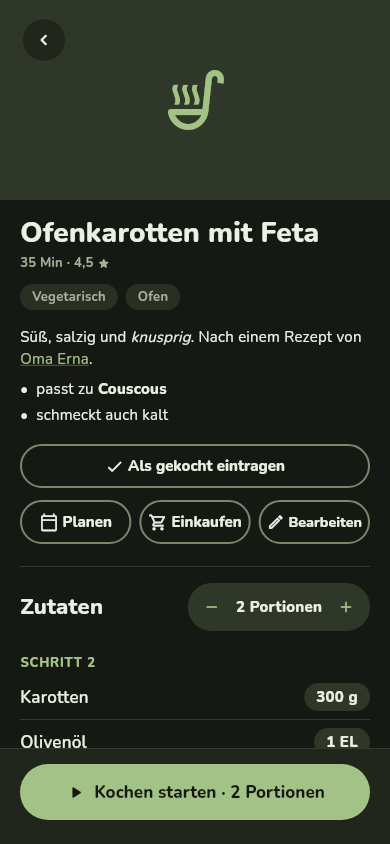 Ofenkarotten mit Feta
35 Min · 4,5 ★
Vegetarisch
Ofen
Süß, salzig und knusprig. Nach einem Rezept von
Oma Erna.
• passt zu Couscous
• schmeckt auch kalt
Als gekocht eintragen
Planen
Einkaufen
Bearbeiten
Zutaten
− 2 Portionen +
SCHRITT 2
Karotten
300 g
Olivenöl
1 EL
Kochen starten · 2 Portionen